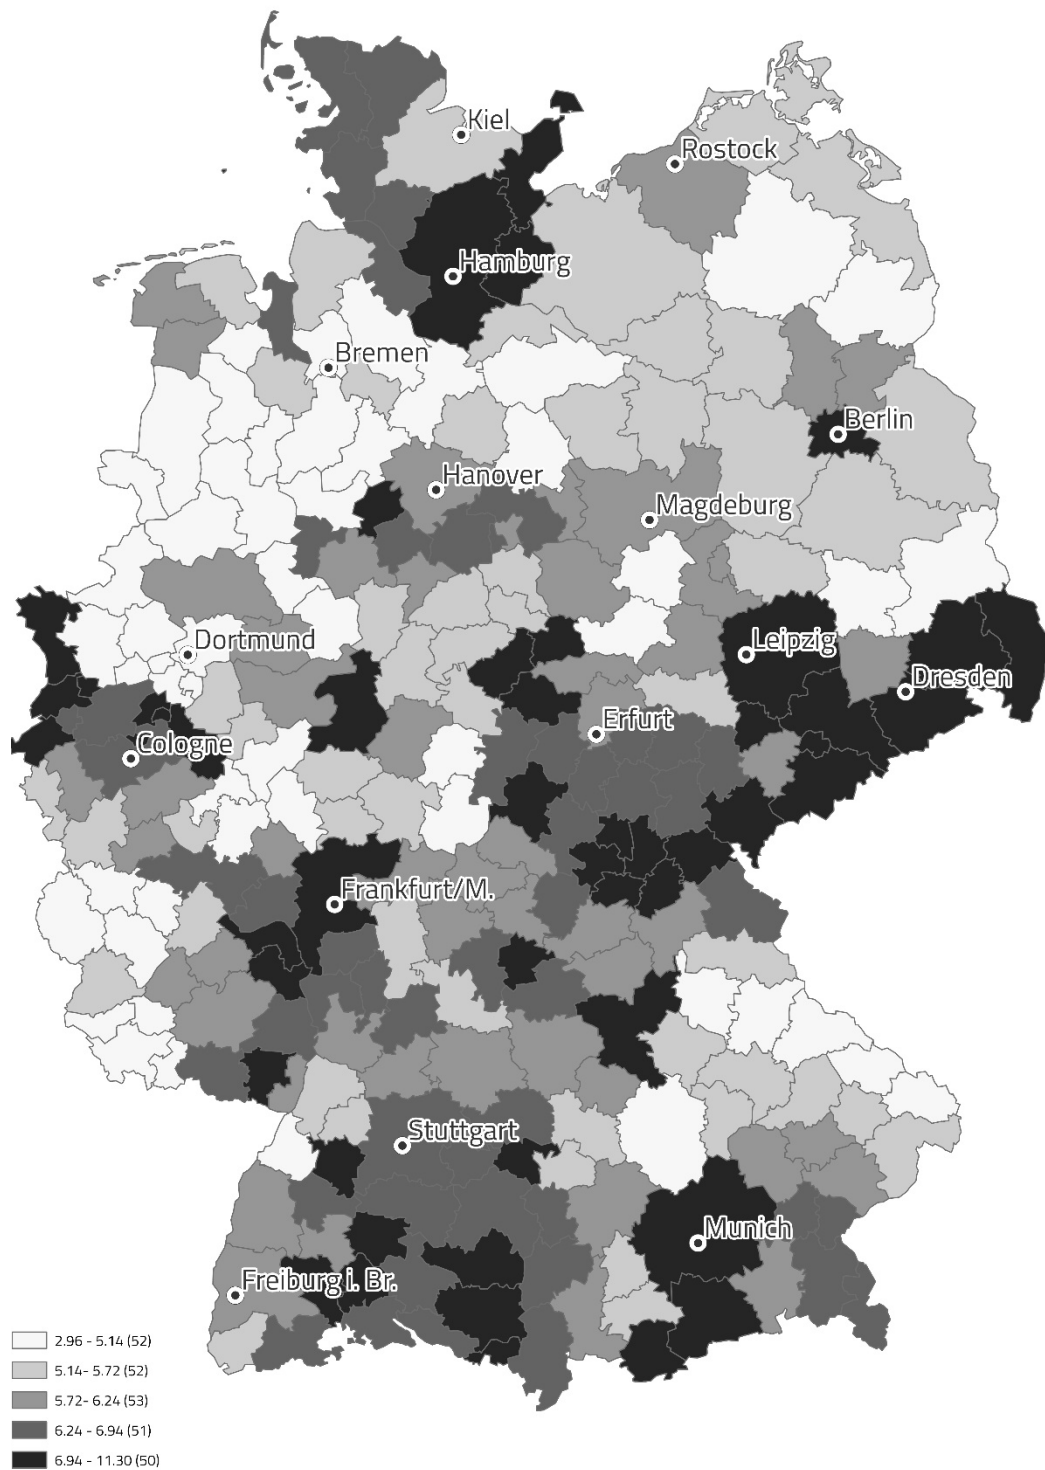 Kiel
Rostock
Hamburg
Bremen
Berlin
Hanover
Magdeburg
Dortmund
Leipzig
Dresden
Erfurt
Cologne
Frankfurt/M.
Stuttgart
Munich
Freiburg i. Br.
2.96 - 5.14 (52)
5.14- 5.72 (52)
5.72- 6.24 (53)
6.24 - 6.94 (51)
6.94 - 11.30 (50)